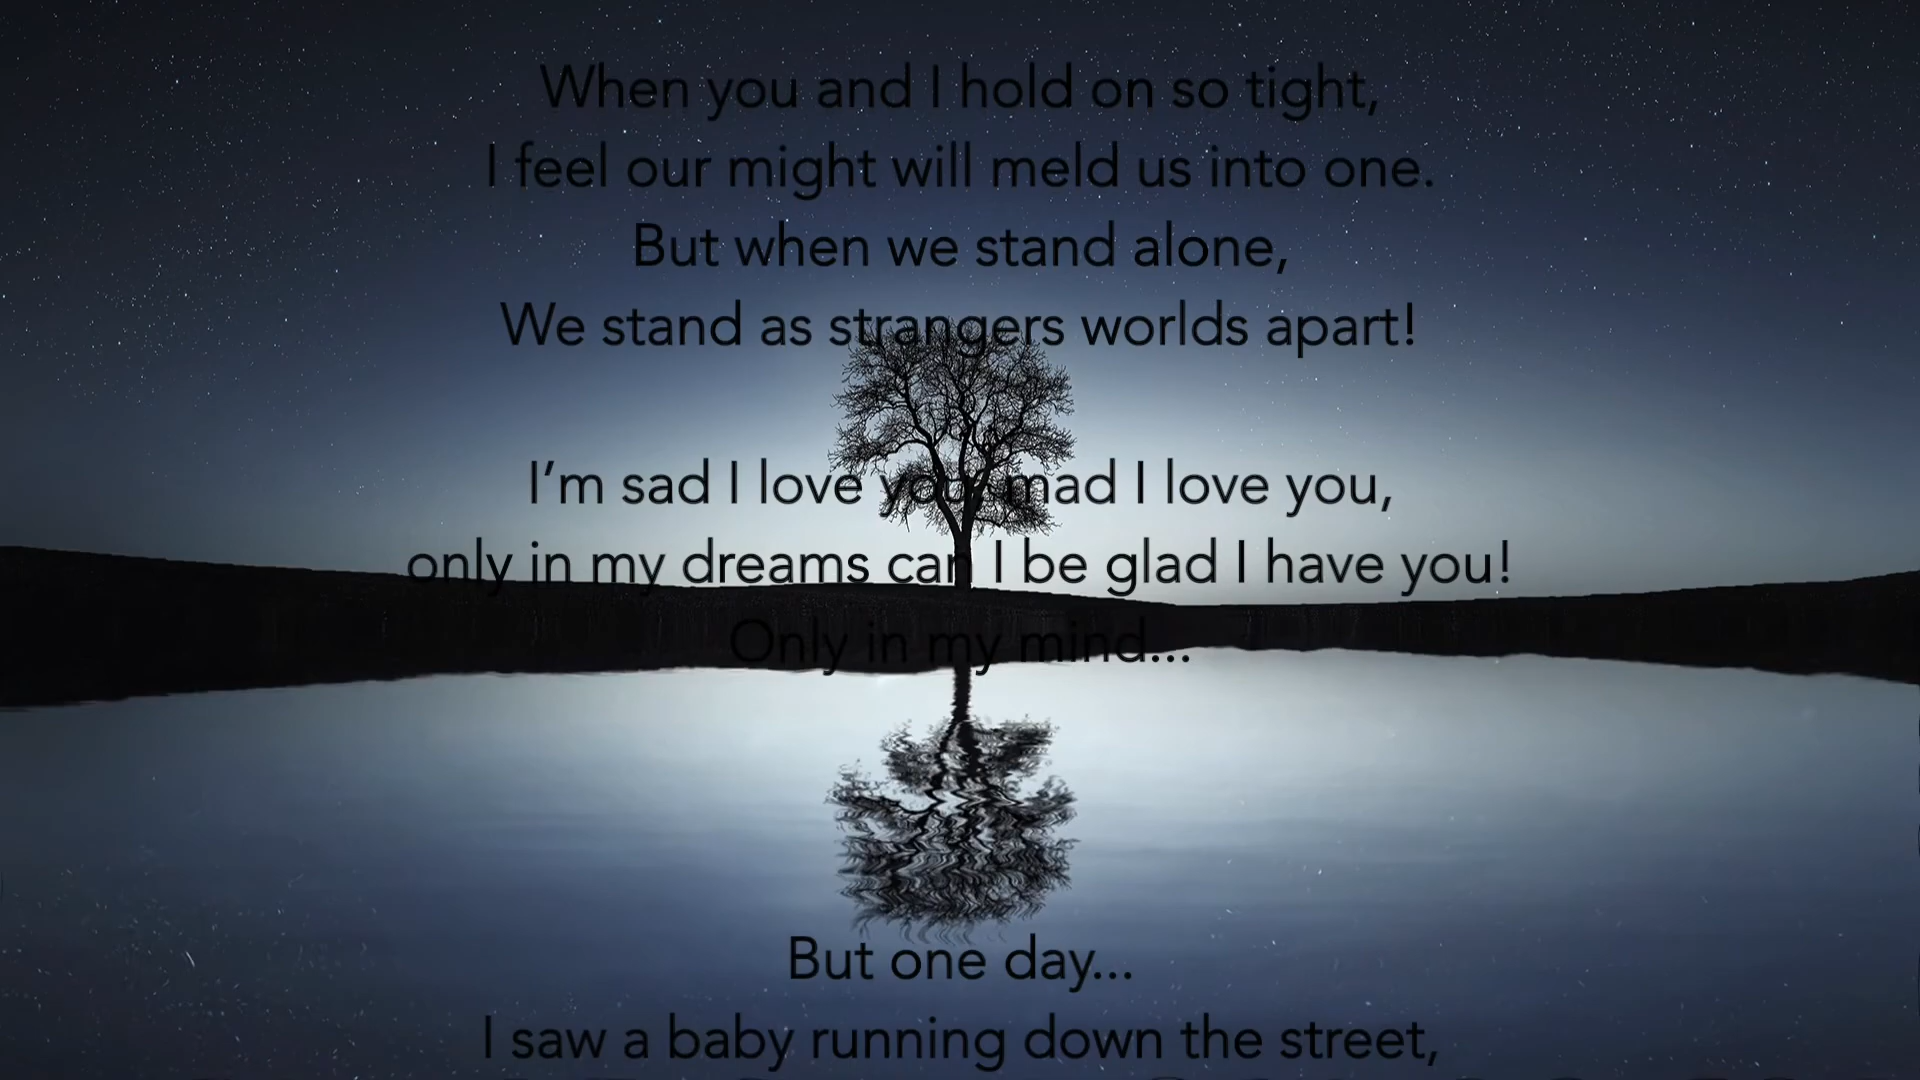 When you and I hold on so tight,
I feel our might will meld us into one.
But when we stand alone,
We stand as strangers worlds apart!
I’m sad I love you, mad I love you,
only in my dreams can I be glad I have you!
Only in my mind...
But one day...
I saw a baby running down the street,